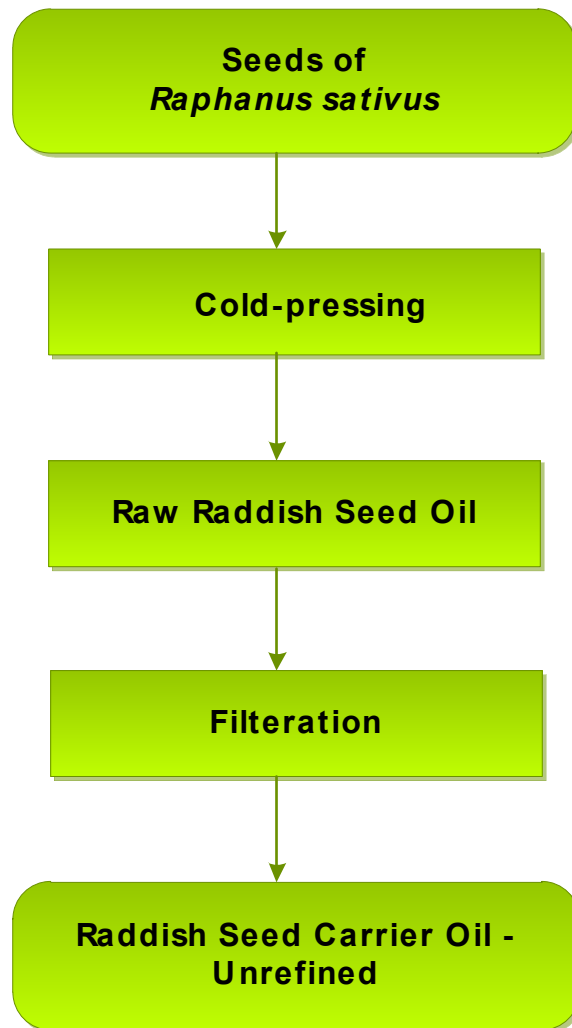 Seeds of
Raphanus sativus
Cold-pressing
Raw Raddish Seed Oil
Filteration
Raddish Seed Carrier Oil -
Unrefined